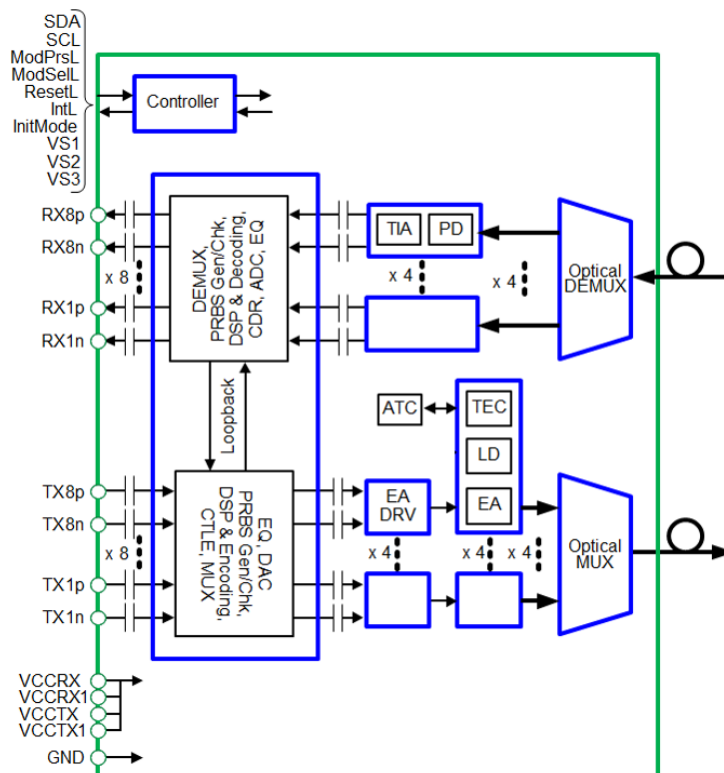 SDA
SCL
ModPrsL
ModSelL
ResetL
IntL
InitMode
VS1
VS2
VS3
Controller
RX8p
RX8n
x 8
RX1p
RX1n
DEMUX,
PRBS Gen/Chk,
DSP & Decoding,
CDR, ADC, EQ
TIA
PD
x 4
x 4
Optical
DEMUX
Loopback
ATC
TEC
LD
EA
TX8p
TX8n
x 8
TX1p
TX1n
EQ, DAC
PRBS Gen/Chk,
DSP & Encoding,
CTLE, MUX
EA
DRV
x 4
x 4
x 4
Optical
MUX
VCCRX
VCCRX1
VCCTX
VCCTX1
GND